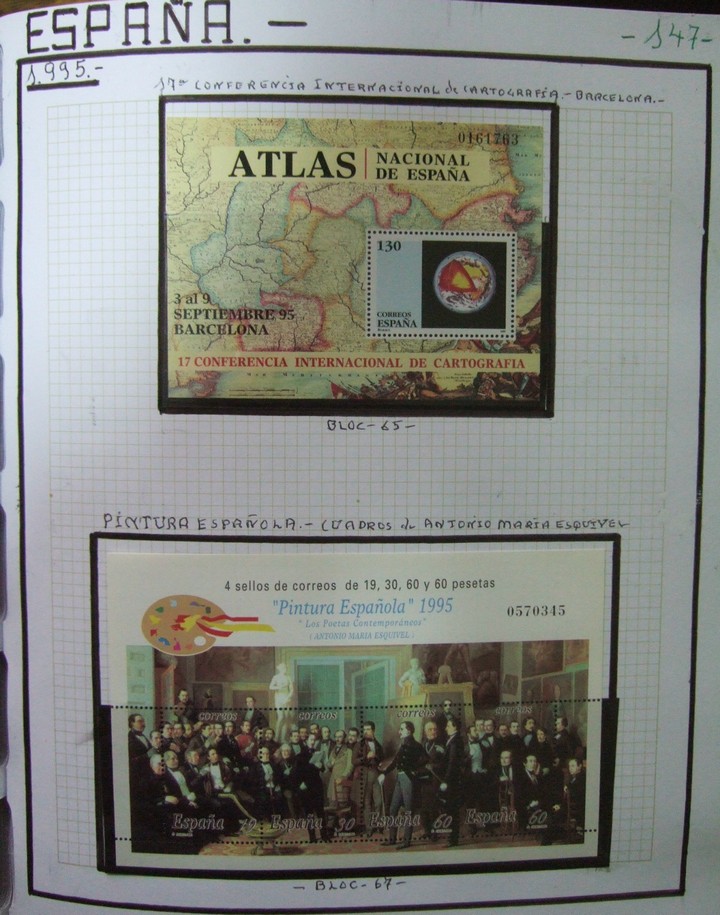 ESPAÑA.-
-147-
1.995.-
17ª CONFERENCIA INTERNACIONAL de CARTOGRAFÍA.- BARCELONA.-
0161763
ATLAS NACIONAL
DE ESPAÑA
130
3 al 9
SEPTIEMBRE 95
BARCELONA
CORREOS
ESPAÑA
17 CONFERENCIA INTERNACIONAL DE CARTOGRAFIA
BLOC-65-
PINTURA ESPAÑOLA.- CUADROS de ANTONIO MARÍA ESQUIVEL
4 sellos de correos de 19, 30, 60 y 60 pesetas
"Pintura Española" 1995
0570345
"Los Poetas Contemporáneos"
(ANTONIO MARIA ESQUIVEL)
correos correos correos correos
España 19 España 30 España 60 España 60
-BLOC-67-